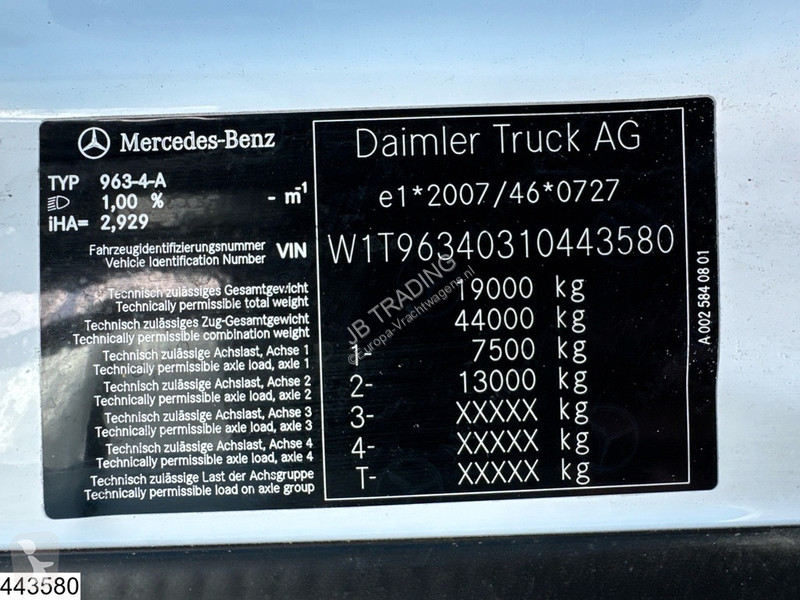 Mercedes-Benz
TYP 963-4-A
1,00 % - m-1
iHA= 2,929
Fahrzeugidentifizierungsnummer
Vehicle Identification Number
VIN
Daimler Truck AG
e1*2007/46*0727
W1T96340310443580
Technisch zulässiges Gesamtgewicht
Technically permissible total weight
19000 kg
Technisch zulässiges Zug-Gesamtgewicht
Technically permissible combination weight
44000 kg
Technisch zulässige Achslast, Achse 1
Technically permissible axle load, axle 1
1- 7500 kg
Technisch zulässige Achslast, Achse 2
Technically permissible axle load, axle 2
2- 13000 kg
Technisch zulässige Achslast, Achse 3
Technically permissible axle load, axle 3
3- XXXXX kg
Technisch zulässige Achslast, Achse 4
Technically permissible axle load, axle 4
4- XXXXX kg
Technisch zulässige Last der Achsgruppe
Technically permissible load on axle group
T- XXXXX kg
A 002 584 08 01
JB TRADING
©Europa-Vrachtwagens.nl
443580